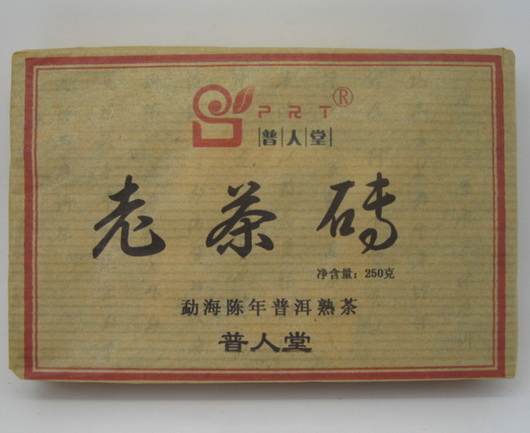 PRT®
普人堂
老茶砖
净含量：250克
勐海陈年普洱熟茶
普人堂